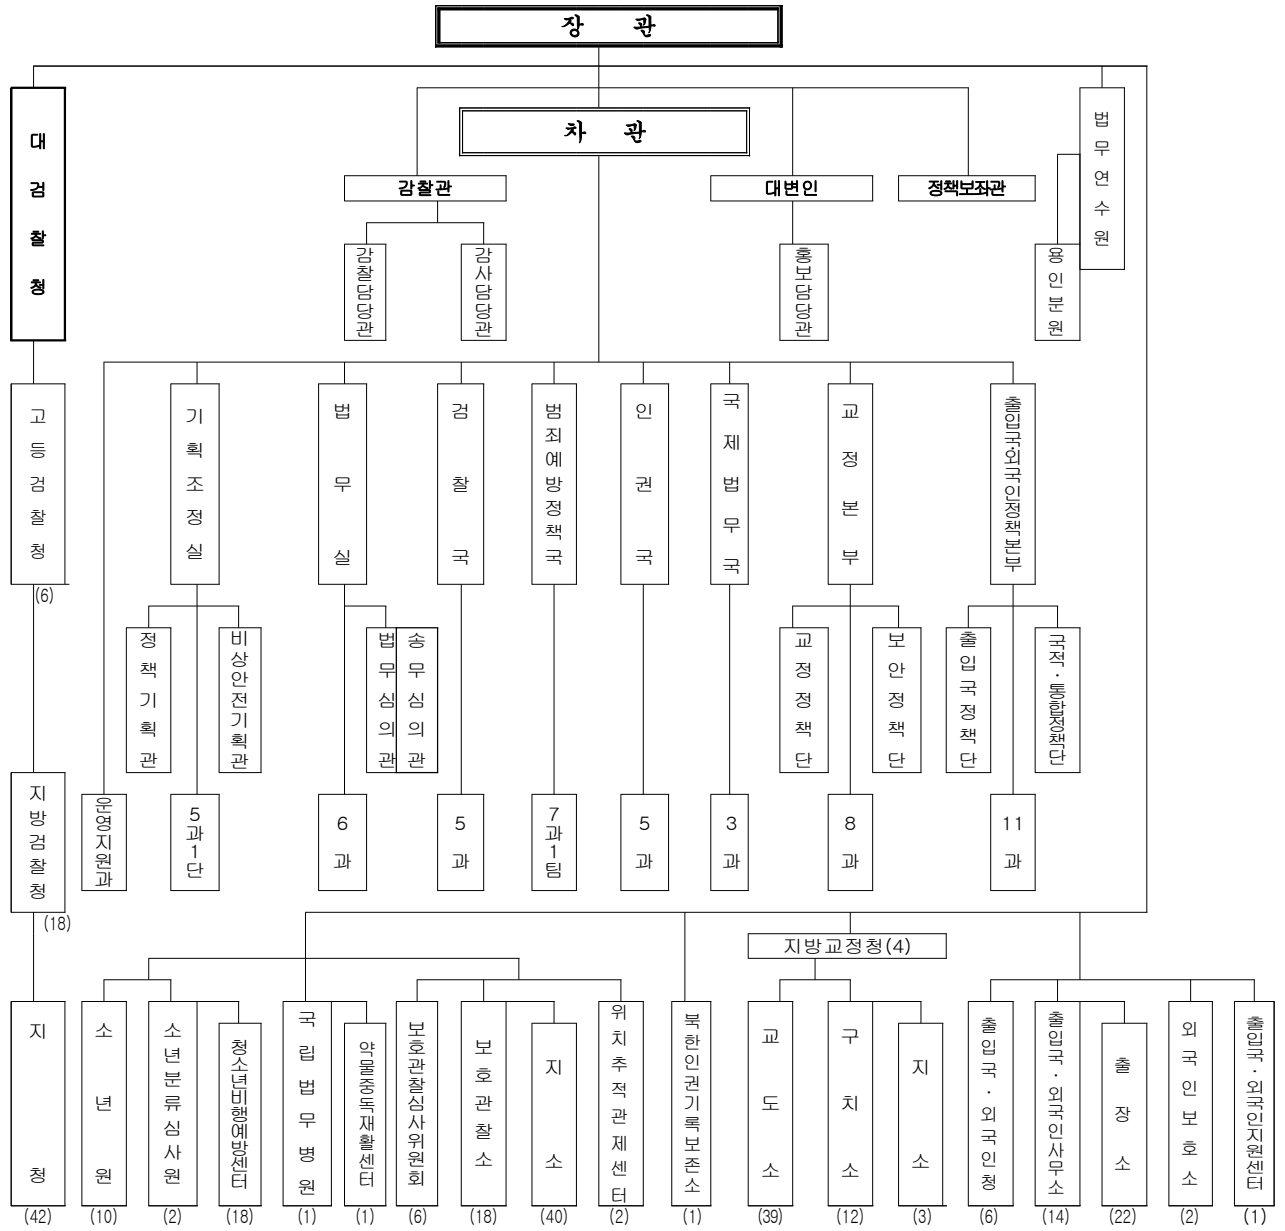 장 관
차 관
대검찰청
법무연수원
감찰관
대변인
정책보좌관
감찰담당관
감사담당관
홍보담당관
용인분원
고등검찰청
(6)
기획조정실
법무실
검찰국
범죄예방정책국
인권국
국제법무국
교정본부
출입국·외국인정책본부
정책기획관
비상안전기획관
법무심의관
송무심의관
교정정책단
보안정책단
출입국정책단
국적·통합정책단
지방검찰청
(18)
운영지원과
5과1단
6과
5과
7과1팀
5과
3과
8과
11과
지방교정청(4)
지청
(42)
소년원
(10)
소년분류심사원
(2)
청소년비행예방센터
(18)
국립법무병원
(1)
약물중독재활센터
(1)
보호관찰심사위원회
(6)
보호관찰소
(18)
지소
(40)
위치추적관제센터
(2)
북한인권기록보존소
(1)
교도소
(39)
구치소
(12)
지소
(3)
출입국·외국인청
(6)
출입국·외국인사무소
(14)
출장소
(22)
외국인보호소
(2)
출입국·외국인지원센터
(1)